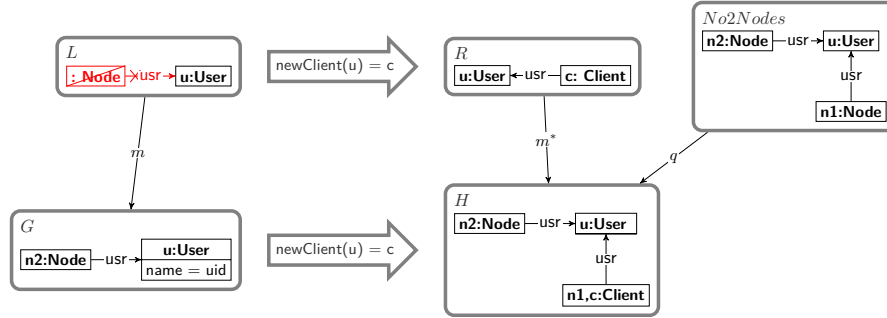 L
: Node usr u:User
newClient(u) = c
R
u:User usr c: Client
No2Nodes
n2:Node usr u:User
usr
n1:Node
m
m*
q
G
n2:Node usr u:User
name = uid
newClient(u) = c
H
n2:Node usr u:User
usr
n1,c:Client